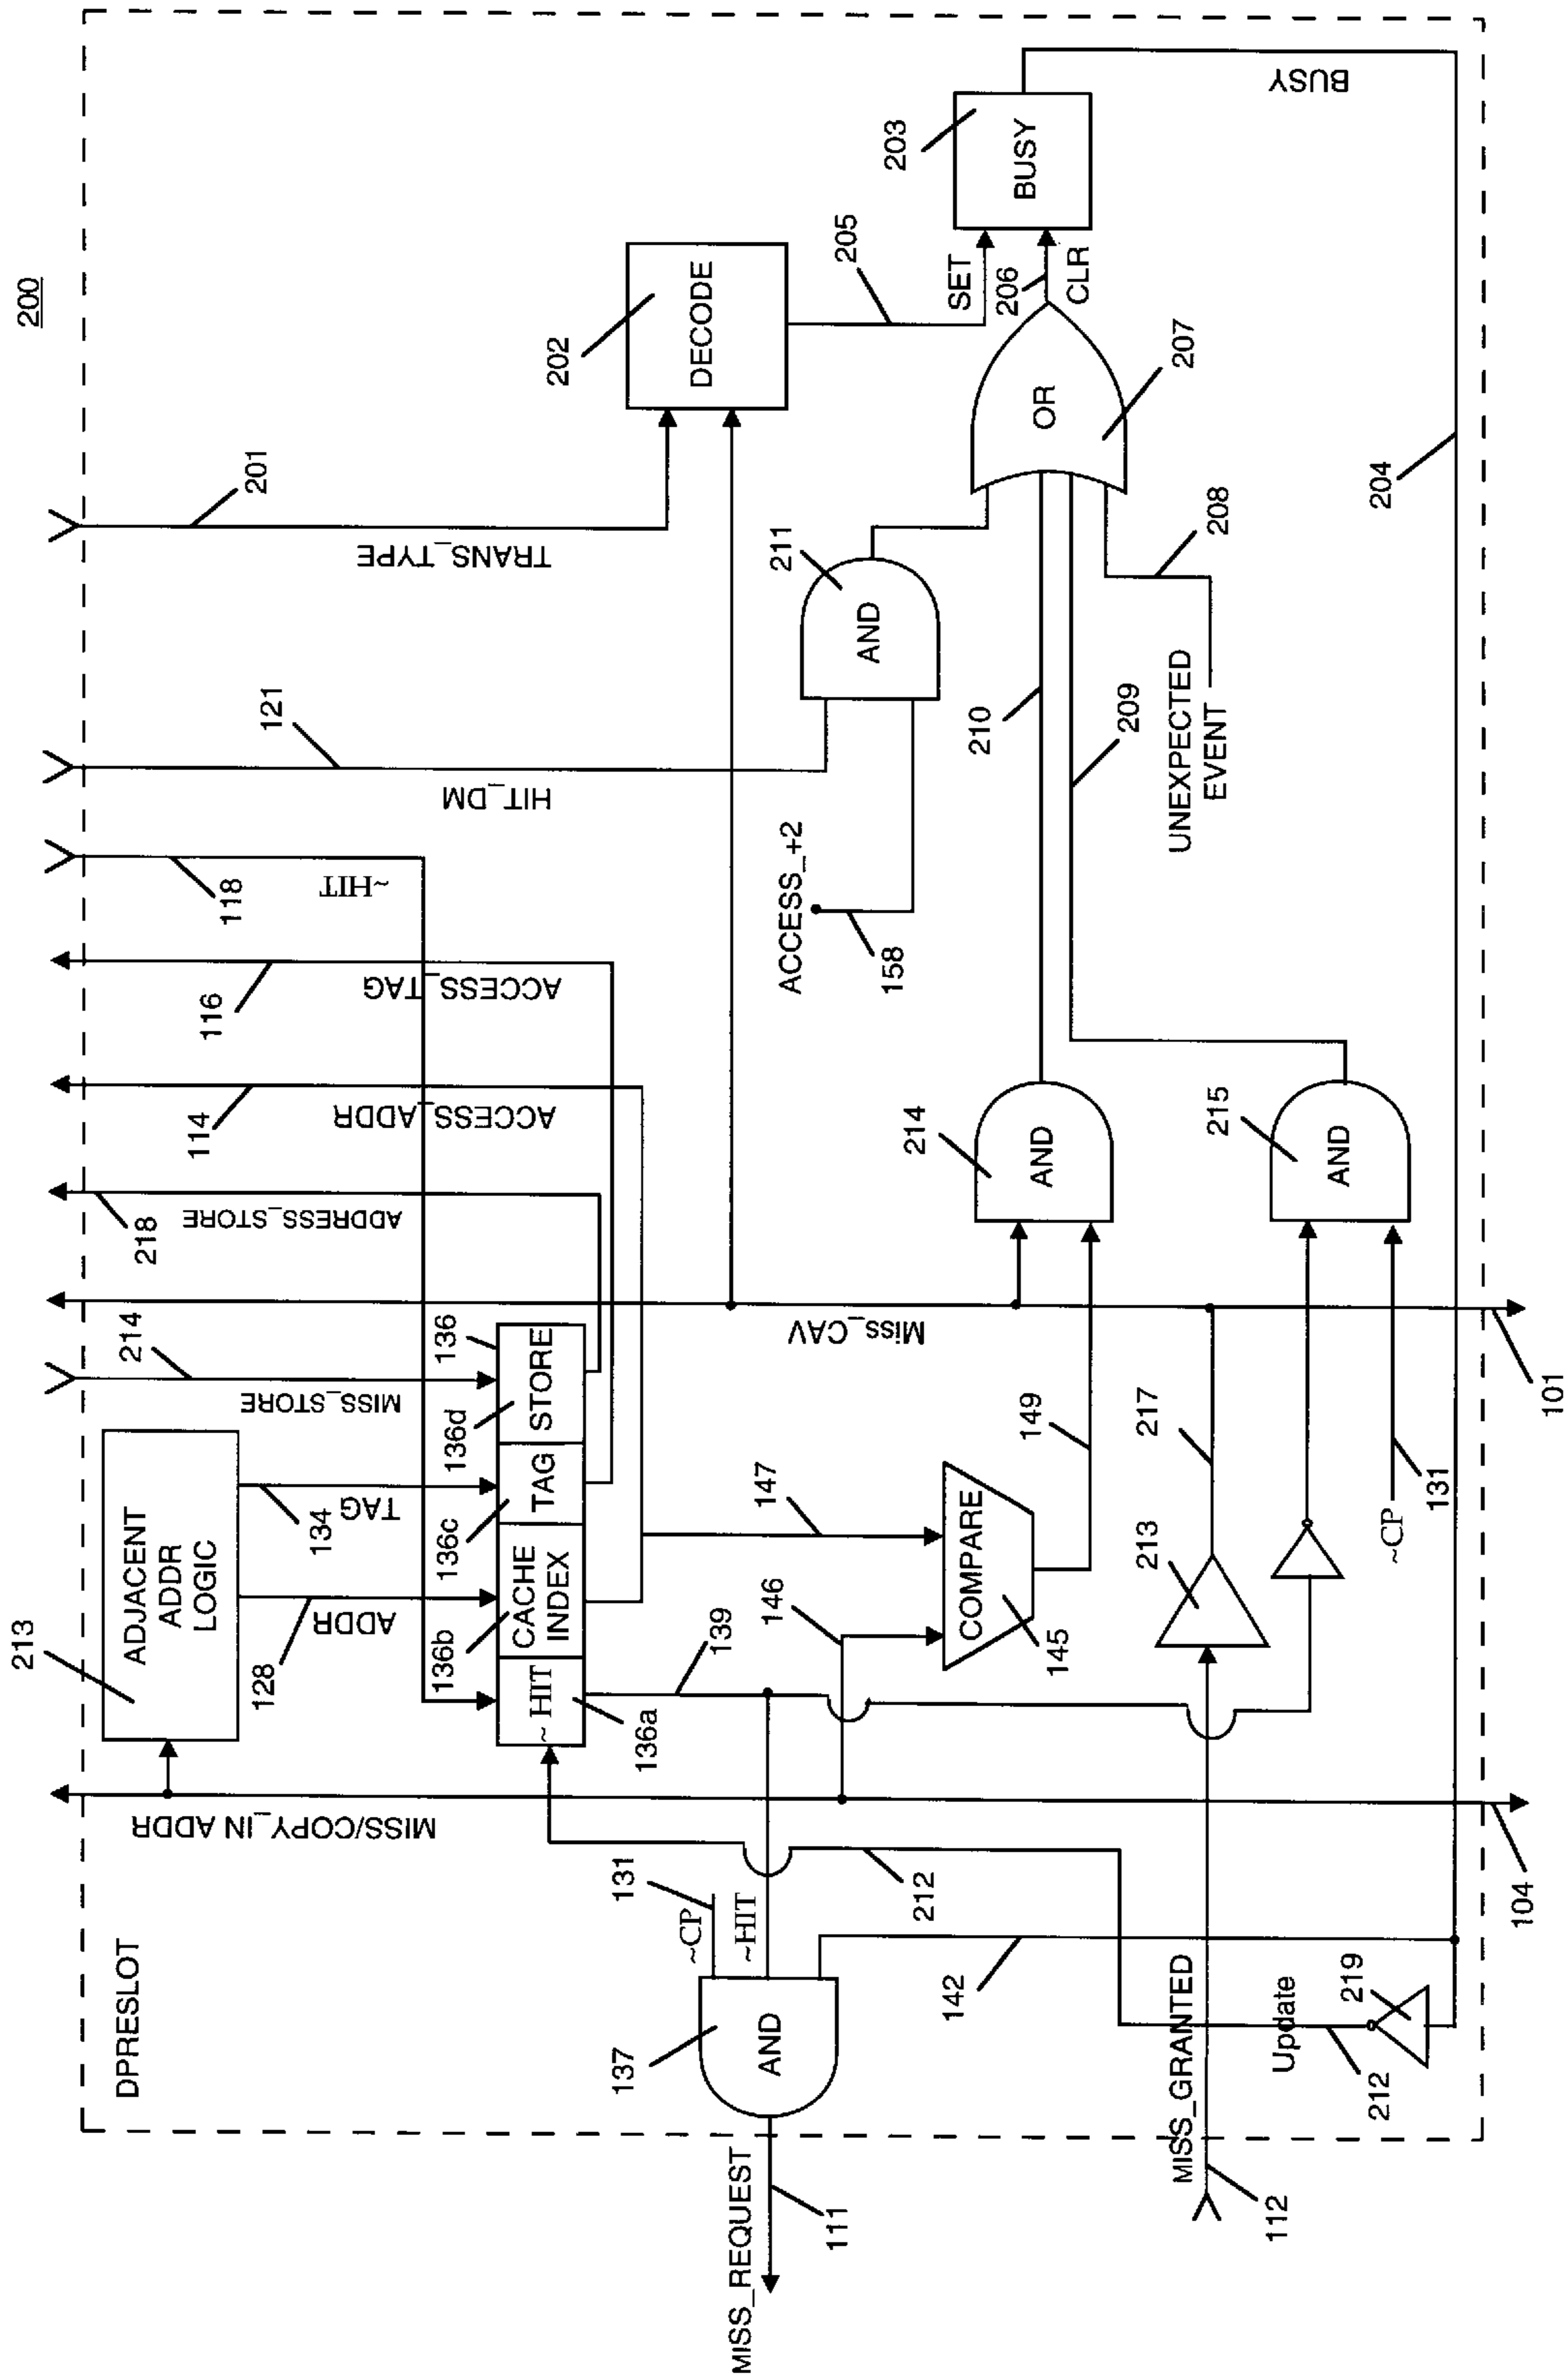 200
DPRESLOT
213
ADJACENT
ADDR
LOGIC
128
ADDR
134
TAG
214
MISS_STORE
218
ADDRESS_STORE
114
ACCESS_ADDR
116
ACCESS_TAG
118
~HIT
121
HIT_DM
201
TRANS_TYPE
MISS/COPY_IN ADDR
136b
136c
136d
136
~ HIT
CACHE
INDEX
TAG
STORE
136a
139
202
DECODE
205
203
BUSY
SET
206
CLR
BUSY
137
AND
~CP
131
~HIT
MISS_REQUEST
111
212
142
146
147
COMPARE
145
149
Miss_CAV
ACCESS_+2
158
211
AND
OR
207
210
209
UNEXPECTED
EVENT
208
204
214
AND
215
AND
213
217
~CP
131
MISS_GRANTED
112
Update
212
219
104
101